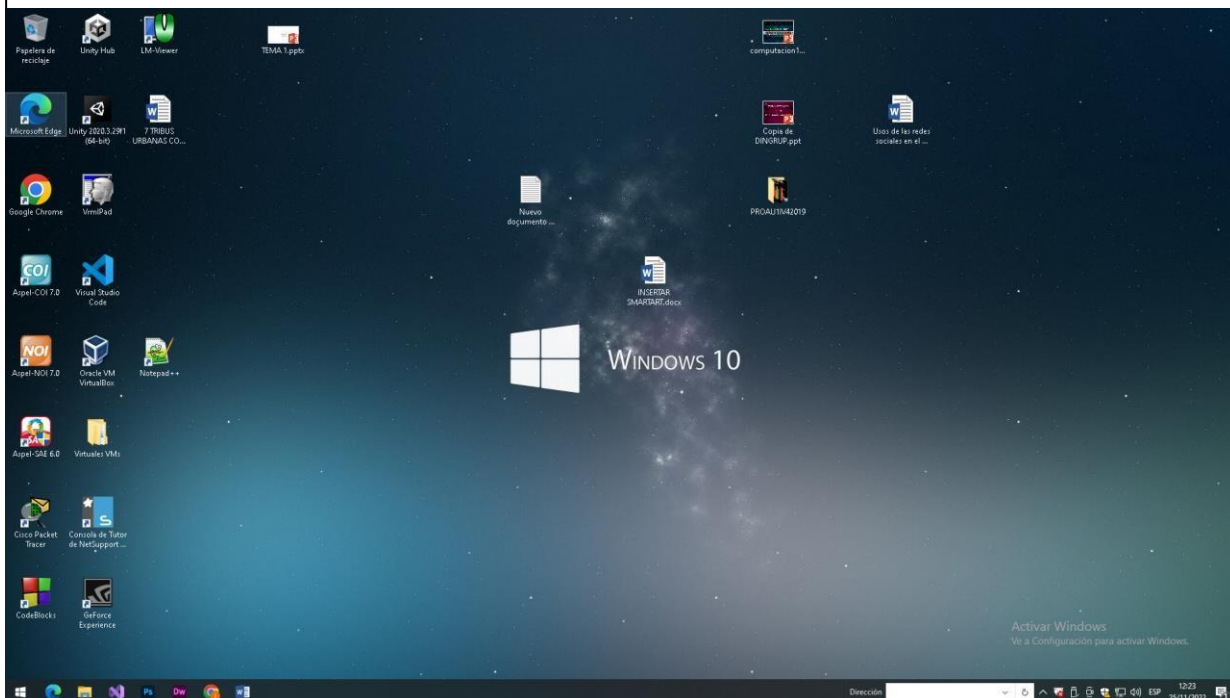 Papelera de
reciclaje
Unity Hub
LM-Viewer
TEMA 1.pptx
computacion1...
Microsoft Edge
Unity 2020.3.29f1
(64-bit)
7 TRIBUS
URBANAS CO...
Copia de
DINGRUP.ppt
Usos de las redes
sociales en el ...
Google Chrome
VrmlPad
Nuevo
documento ...
PROAU1IV42019
Aspel-COI 7.0
Visual Studio
Code
INSERTAR
SMARTART.docx
Aspel-NOI 7.0
Oracle VM
VirtualBox
Notepad++
WINDOWS 10
Aspel-SAE 6.0
Virtuales VMs
Cisco Packet
Tracer
Consola de Tutor
de NetSupport ...
CodeBlocks
GeForce
Experience
Activar Windows
Ve a Configuración para activar Windows.
Dirección
ESP
12:23
25/11/2022